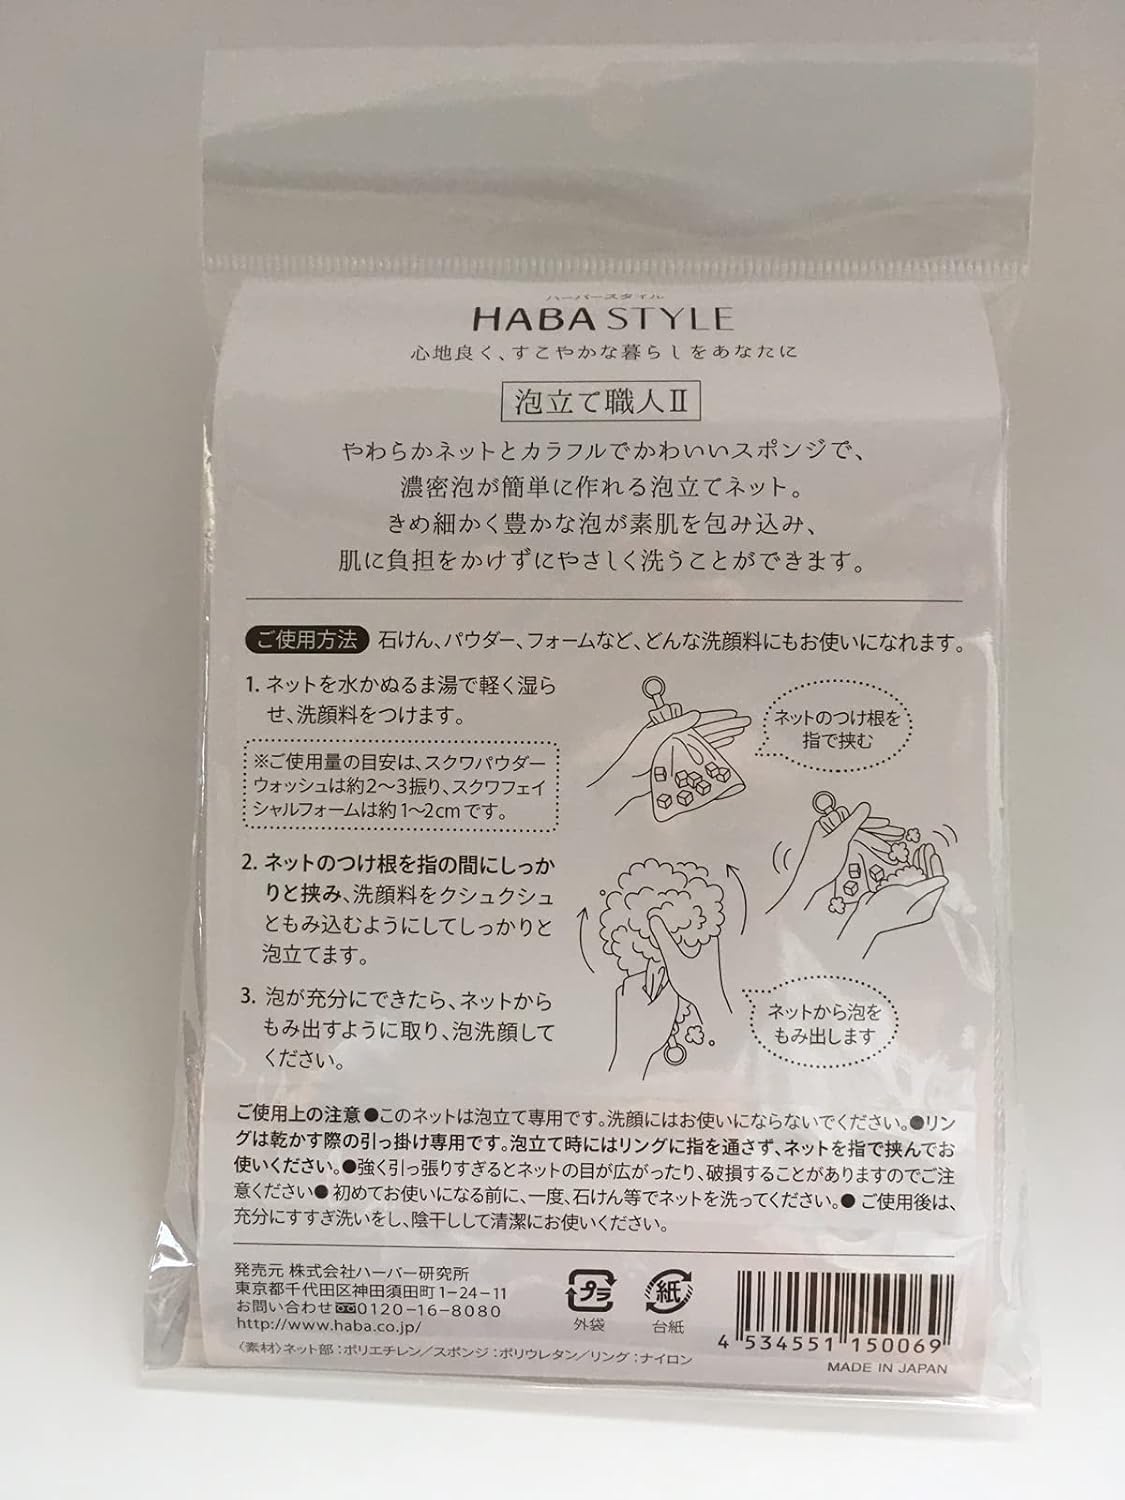 ハーバースタイル
HABA STYLE
心地良く、すこやかな暮らしをあなたに
泡立て職人Ⅱ
やわらかネットとカラフルでかわいいスポンジで、
濃密泡が簡単に作れる泡立てネット。
きめ細かく豊かな泡が素肌を包み込み、
肌に負担をかけずにやさしく洗うことができます。
ご使用方法 石けん、パウダー、フォームなど、どんな洗顔料にもお使いになれます。
1. ネットを水かぬるま湯で軽く湿ら
せ、洗顔料をつけます。
※ご使用量の目安は、スクワパウダー
ウォッシュは約2〜3振り、スクワフェイ
シャルフォームは約1〜2cmです。
ネットのつけ根を
指で挟む
2. ネットのつけ根を指の間にしっか
りと挟み、洗顔料をクシュクシュ
ともみ込むようにしてしっかりと
泡立てます。
3. 泡が充分にできたら、ネットから
もみ出すように取り、泡洗顔して
ください。
ネットから泡を
もみ出します
ご使用上の注意●このネットは泡立て専用です。洗顔にはお使いにならないでください。●リン
グは乾かす際の引っ掛け専用です。泡立て時にはリングに指を通さず、ネットを指で挟んでお
使いください。●強く引っ張りすぎるとネットの目が広がったり、破損することがありますのでご注
意ください● 初めてお使いになる前に、一度、石けん等でネットを洗ってください。● ご使用後は、
充分にすすぎ洗いをし、陰干しして清潔にお使いください。
発売元 株式会社ハーバー研究所
東京都千代田区神田須田町1-24-11
お問い合わせ 0120-16-8080
http://www.haba.co.jp/
〈素材〉ネット部：ポリエチレン／スポンジ：ポリウレタン／リング：ナイロン
プラ
外袋
紙
台紙
4 534551 150069
MADE IN JAPAN